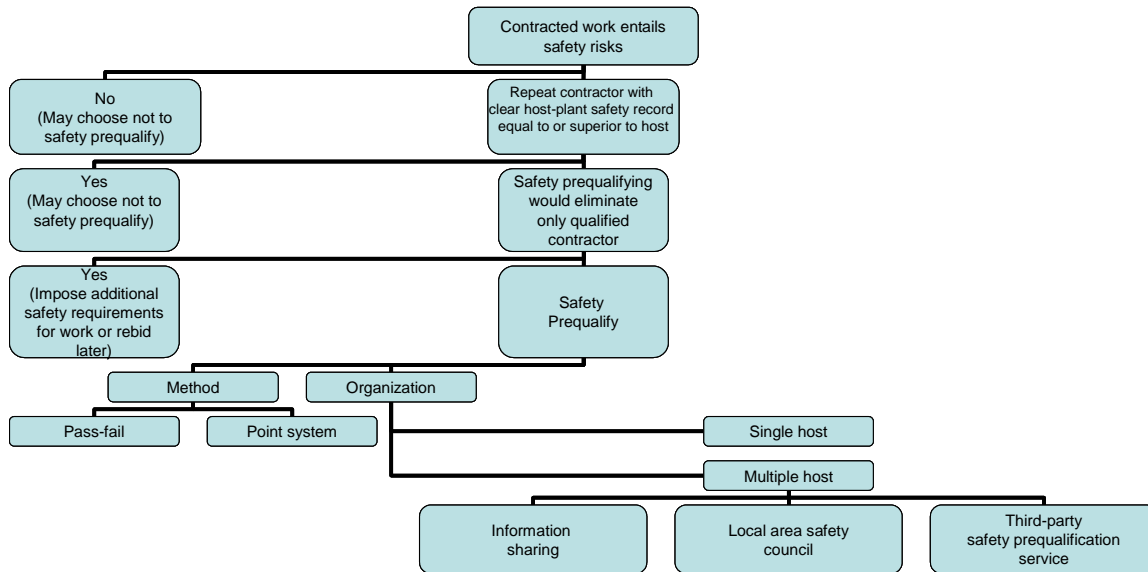 Contracted work entails
safety risks
No
(May choose not to
safety prequalify)
Repeat contractor with
clear host-plant safety record
equal to or superior to host
Yes
(May choose not to
safety prequalify)
Safety prequalifying
would eliminate
only qualified
contractor
Yes
(Impose additional
safety requirements
for work or rebid
later)
Safety
Prequalify
Method
Organization
Pass-fail
Point system
Single host
Multiple host
Information
sharing
Local area safety
council
Third-party
safety prequalification
service